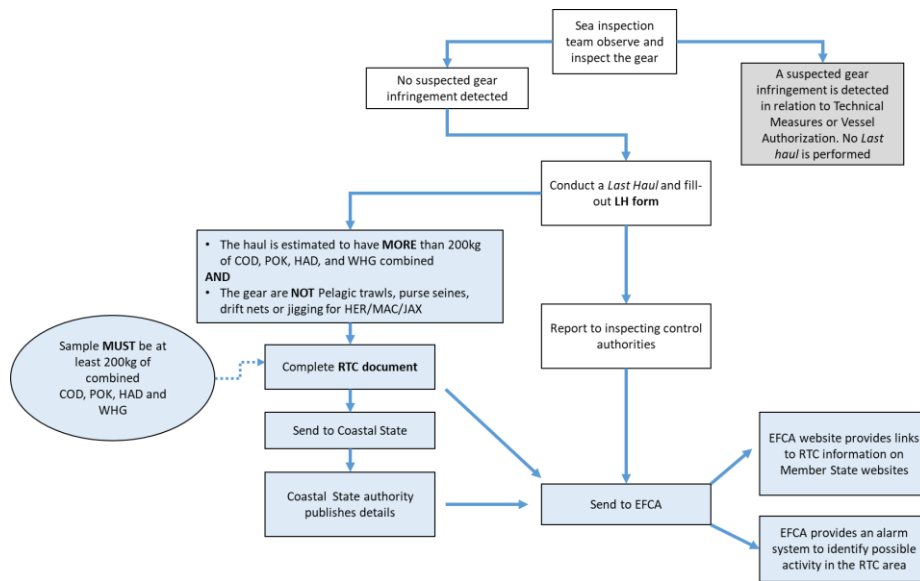 Sea inspection
team observe and
inspect the gear
No suspected gear
infringement detected
A suspected gear
infringement is detected
in relation to Technical
Measures or Vessel
Authorization. No Last
haul is performed
Conduct a Last Haul and fill-
out LH form
• The haul is estimated to have MORE than 200kg
of COD, POK, HAD, and WHG combined
AND
• The gear are NOT Pelagic trawls, purse seines,
drift nets or jigging for HER/MAC/JAX
Report to inspecting control
authorities
Sample MUST be at
least 200kg of
combined
COD, POK, HAD and
WHG
Complete RTC document
Send to Coastal State
Coastal State authority
publishes details
Send to EFCA
EFCA website provides links
to RTC information on
Member State websites
EFCA provides an alarm
system to identify possible
activity in the RTC area